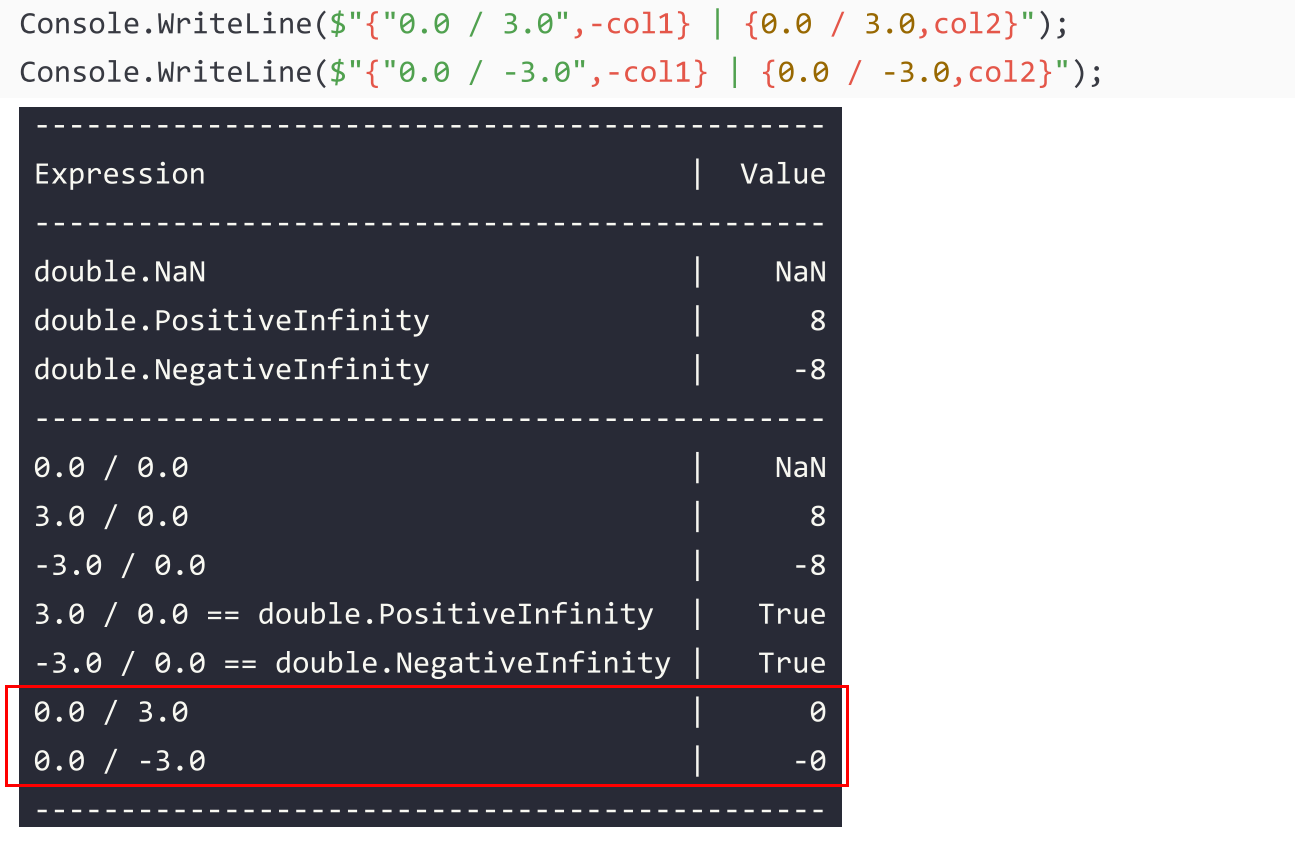 Console.WriteLine($"{"0.0 / 3.0",-col1} | {0.0 / 3.0,col2}");
Console.WriteLine($"{"0.0 / -3.0",-col1} | {0.0 / -3.0,col2}");
----------------------------------------------
Expression                            |  Value
----------------------------------------------
double.NaN                            |    NaN
double.PositiveInfinity               |      8
double.NegativeInfinity               |     -8
----------------------------------------------
0.0 / 0.0                             |    NaN
3.0 / 0.0                             |      8
-3.0 / 0.0                            |     -8
3.0 / 0.0 == double.PositiveInfinity  |   True
-3.0 / 0.0 == double.NegativeInfinity |   True
0.0 / 3.0                             |      0
0.0 / -3.0                            |     -0
----------------------------------------------